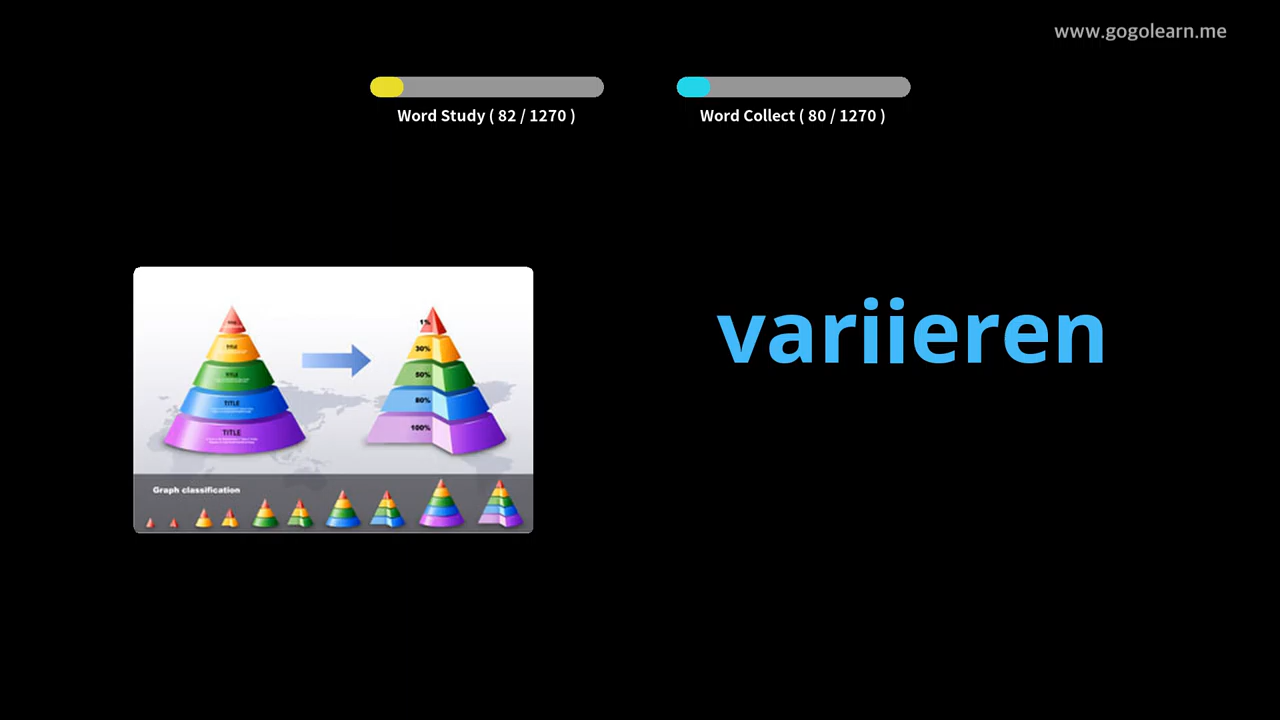 www.gogolearn.me
Word Study ( 82 / 1270 )
Word Collect ( 80 / 1270 )
variieren
TITLE
TITLE
TITLE
TITLE
1%
30%
50%
80%
100%
Graph classification